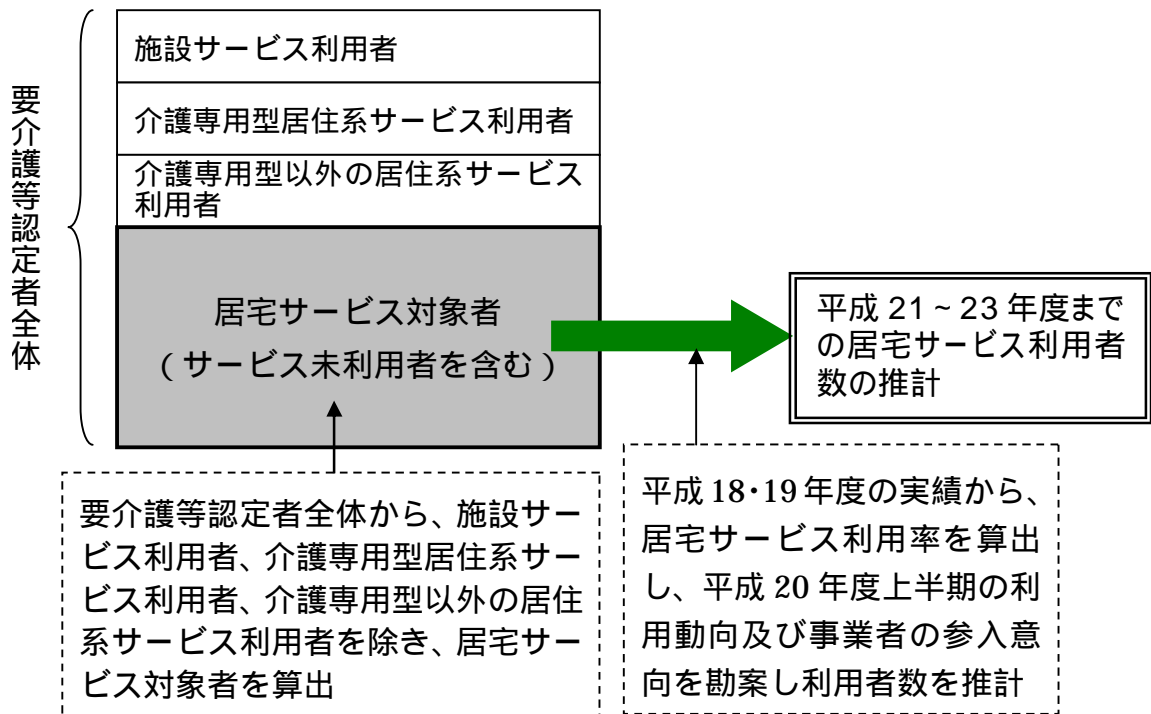 要介護等認定者全体
施設サービス利用者
介護専用型居住系サービス利用者
介護専用型以外の居住系サービス
利用者
居宅サービス対象者
（サービス未利用者を含む）
平成 21～23 年度まで
の居宅サービス利用者
数の推計
要介護等認定者全体から、施設サー
ビス利用者、介護専用型居住系サー
ビス利用者、介護専用型以外の居住
系サービス利用者を除き、居宅サー
ビス対象者を算出
平成 18・19 年度の実績から、
居宅サービス利用率を算出
し、平成 20 年度上半期の利
用動向及び事業者の参入意
向を勘案し利用者数を推計